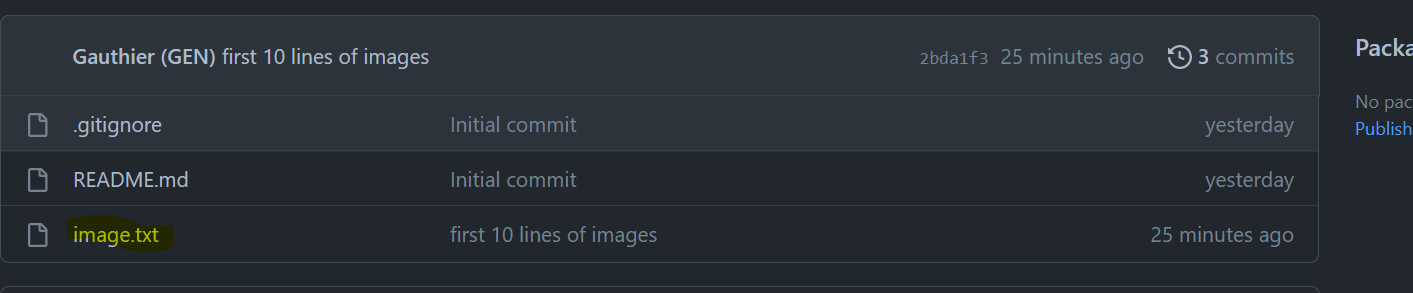 Gauthier (GEN) first 10 lines of images 2bda1f3 25 minutes ago 3 commits
.gitignore Initial commit yesterday
README.md Initial commit yesterday
image.txt first 10 lines of images 25 minutes ago
Packa
No pac
Publish